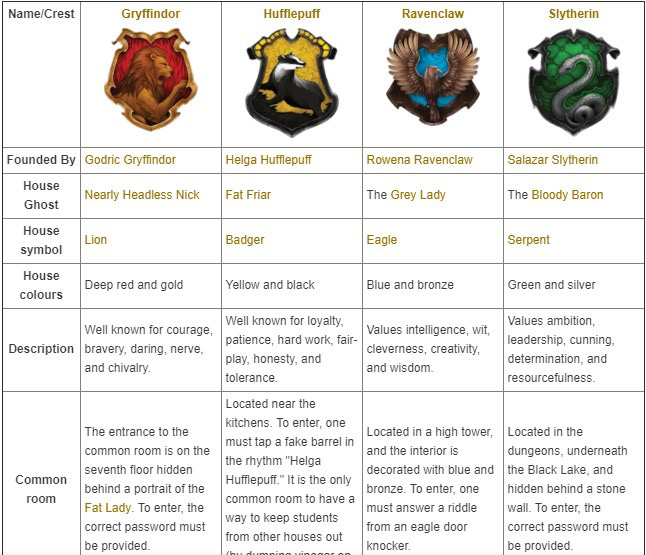 Name/Crest
Gryffindor
Hufflepuff
Ravenclaw
Slytherin
Founded By
Godric Gryffindor
Helga Hufflepuff
Rowena Ravenclaw
Salazar Slytherin
House
Ghost
Nearly Headless Nick
Fat Friar
The Grey Lady
The Bloody Baron
House
symbol
Lion
Badger
Eagle
Serpent
House
colours
Deep red and gold
Yellow and black
Blue and bronze
Green and silver
Description
Well known for courage,
bravery, daring, nerve,
and chivalry.
Well known for loyalty,
patience, hard work, fair-
play, honesty, and
tolerance.
Values intelligence, wit,
cleverness, creativity,
and wisdom.
Values ambition,
leadership, cunning,
determination, and
resourcefulness.
Common
room
The entrance to the
common room is on the
seventh floor hidden
behind a portrait of the
Fat Lady. To enter, the
correct password must
be provided.
Located near the
kitchens. To enter, one
must tap a fake barrel in
the rhythm "Helga
Hufflepuff." It is the only
common room to have a
way to keep students
from other houses out
(by dumping vinegar on
Located in a high tower,
and the interior is
decorated with blue and
bronze. To enter, one
must answer a riddle
from an eagle door
knocker.
Located in the
dungeons, underneath
the Black Lake, and
hidden behind a stone
wall. To enter, the
correct password must
be provided.